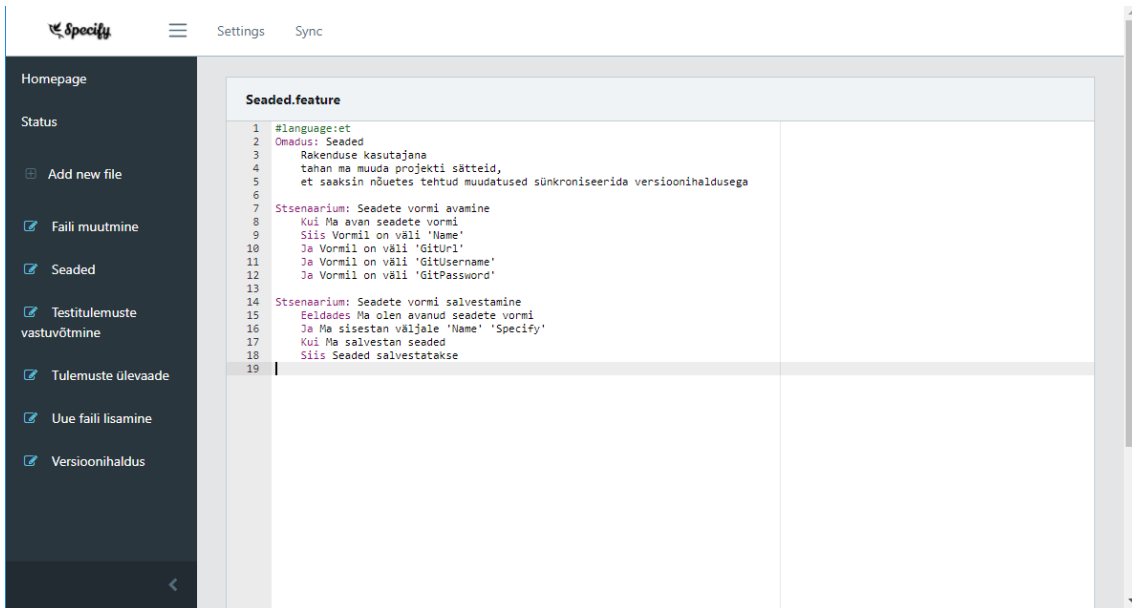 Specify
Settings Sync
Homepage
Status
Add new file
Faili muutmine
Seaded
Testitulemuste
vastuvõtmine
Tulemuste ülevaade
Uue faili lisamine
Versioonihaldus
Seaded.feature
1 #language:et
2 Omadus: Seaded
3 Rakenduse kasutajana
4 tahan ma muuda projekti sätteid,
5 et saaksin nõuetes tehtud muudatused sünkroniseerida versioonihaldusega
6
7 Stsenaarium: Seadete vormi avamine
8 Kui Ma avan seadete vormi
9 Siis Vormil on väli 'Name'
10 Ja Vormil on väli 'GitUrl'
11 Ja Vormil on väli 'GitUsername'
12 Ja Vormil on väli 'GitPassword'
13
14 Stsenaarium: Seadete vormi salvestamine
15 Eeldades Ma olen avanud seadete vormi
16 Ja Ma sisestan väljale 'Name' 'Specify'
17 Kui Ma salvestan seaded
18 Siis Seaded salvestatakse
19